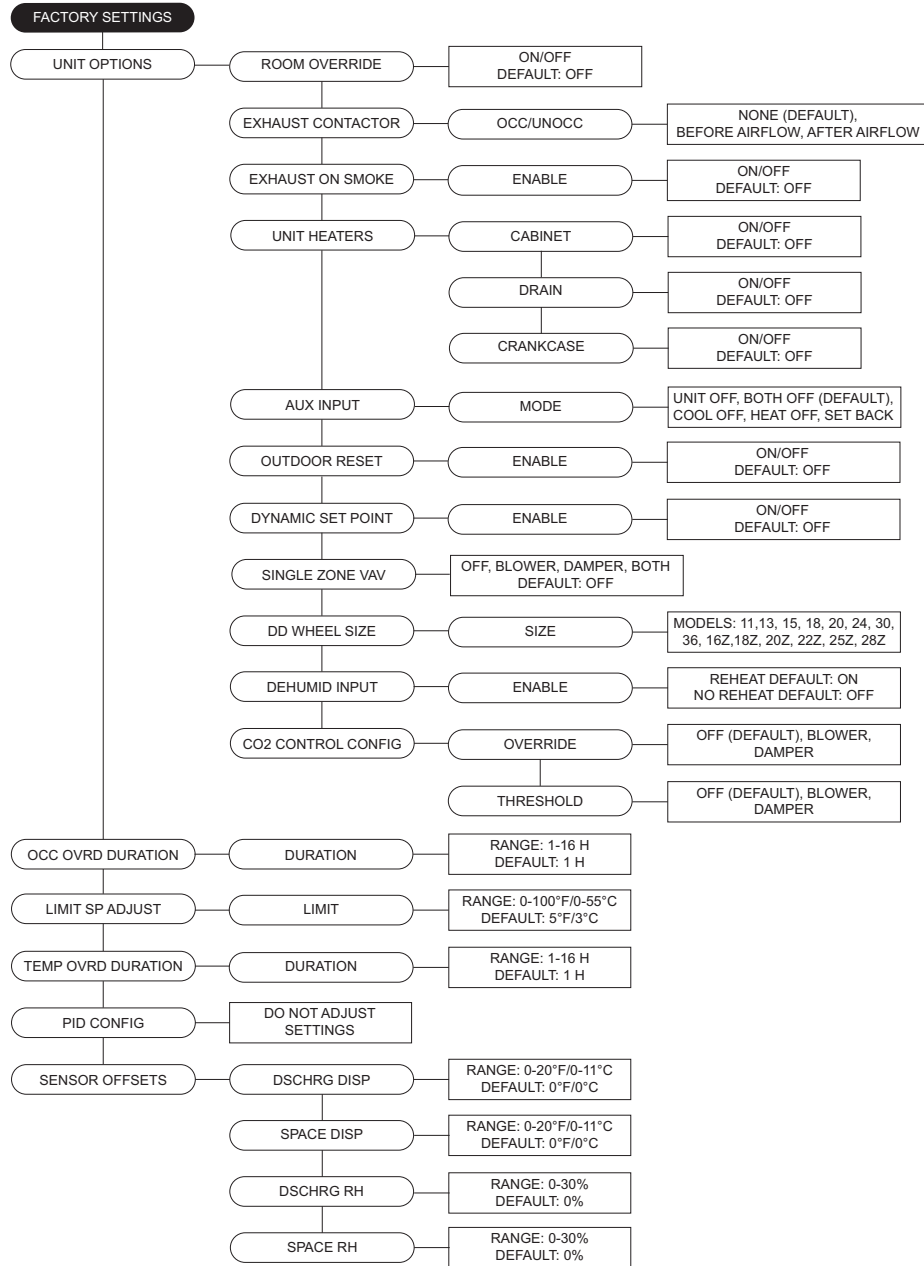 FACTORY SETTINGS
UNIT OPTIONS
ROOM OVERRIDE
ON/OFF
DEFAULT: OFF
EXHAUST CONTACTOR
OCC/UNOCC
NONE (DEFAULT),
BEFORE AIRFLOW, AFTER AIRFLOW
EXHAUST ON SMOKE
ENABLE
ON/OFF
DEFAULT: OFF
UNIT HEATERS
CABINET
ON/OFF
DEFAULT: OFF
DRAIN
ON/OFF
DEFAULT: OFF
CRANKCASE
ON/OFF
DEFAULT: OFF
AUX INPUT
MODE
UNIT OFF, BOTH OFF (DEFAULT),
COOL OFF, HEAT OFF, SET BACK
OUTDOOR RESET
ENABLE
ON/OFF
DEFAULT: OFF
DYNAMIC SET POINT
ENABLE
ON/OFF
DEFAULT: OFF
SINGLE ZONE VAV
OFF, BLOWER, DAMPER, BOTH
DEFAULT: OFF
DD WHEEL SIZE
SIZE
MODELS: 11,13, 15, 18, 20, 24, 30,
36, 16Z,18Z, 20Z, 22Z, 25Z, 28Z
DEHUMID INPUT
ENABLE
REHEAT DEFAULT: ON
NO REHEAT DEFAULT: OFF
CO2 CONTROL CONFIG
OVERRIDE
OFF (DEFAULT), BLOWER,
DAMPER
THRESHOLD
OFF (DEFAULT), BLOWER,
DAMPER
OCC OVRD DURATION
DURATION
RANGE: 1-16 H
DEFAULT: 1 H
LIMIT SP ADJUST
LIMIT
RANGE: 0-100°F/0-55°C
DEFAULT: 5°F/3°C
TEMP OVRD DURATION
DURATION
RANGE: 1-16 H
DEFAULT: 1 H
PID CONFIG
DO NOT ADJUST
SETTINGS
SENSOR OFFSETS
DSCHRG DISP
RANGE: 0-20°F/0-11°C
DEFAULT: 0°F/0°C
SPACE DISP
RANGE: 0-20°F/0-11°C
DEFAULT: 0°F/0°C
DSCHRG RH
RANGE: 0-30%
DEFAULT: 0%
SPACE RH
RANGE: 0-30%
DEFAULT: 0%